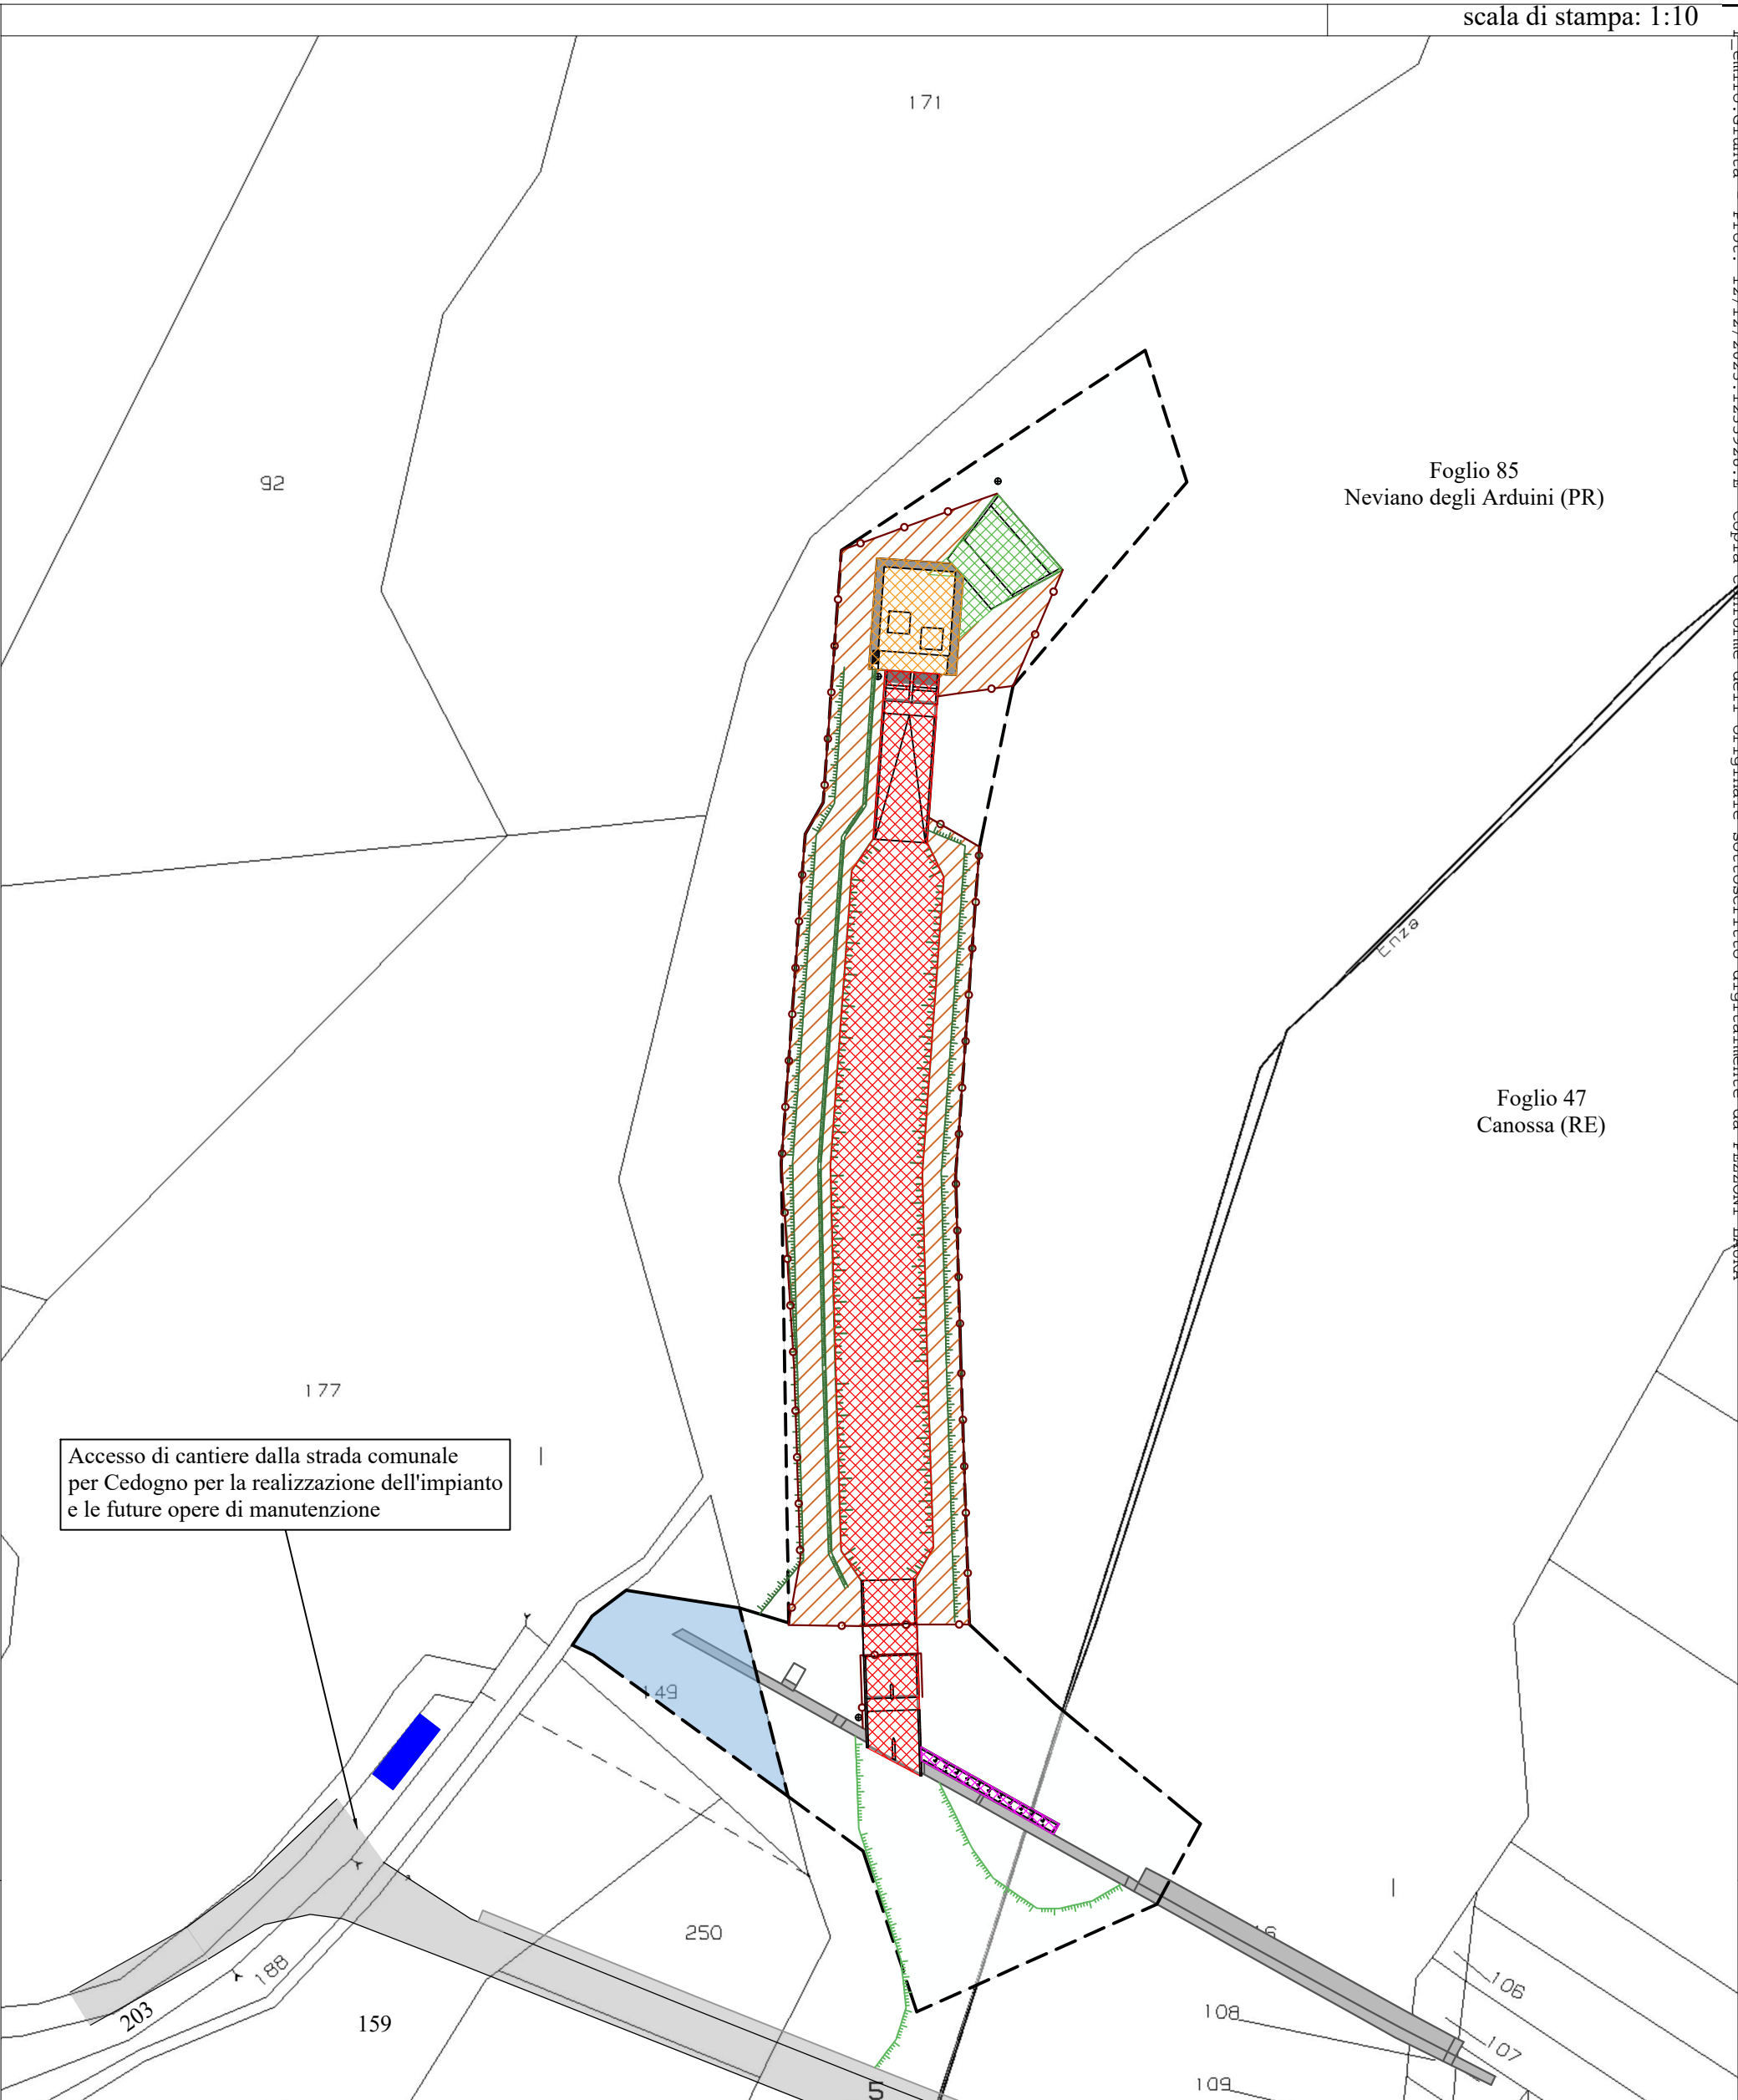 scala di stampa: 1:10
171
92
Foglio 85
Neviano degli Arduini (PR)
Enza
Foglio 47
Canossa (RE)
177
Accesso di cantiere dalla strada comunale
per Cedogno per la realizzazione dell'impianto
e le future opere di manutenzione
149
250
188
203
159
106
108
107
109
5